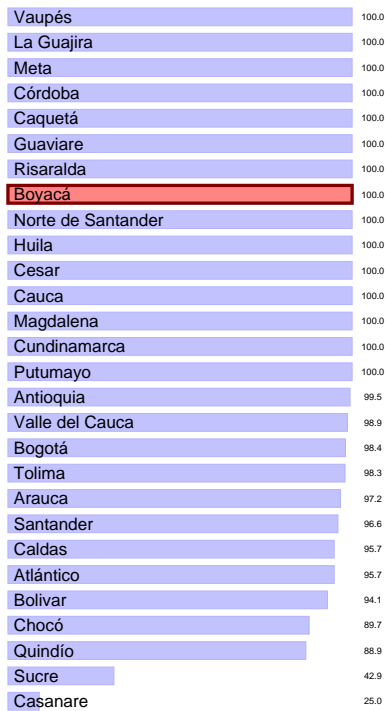 Vaupés 100.0
La Guajira 100.0
Meta 100.0
Córdoba 100.0
Caquetá 100.0
Guaviare 100.0
Risaralda 100.0
Boyacá 100.0
Norte de Santander 100.0
Huila 100.0
Cesar 100.0
Cauca 100.0
Magdalena 100.0
Cundinamarca 100.0
Putumayo 100.0
Antioquia 99.5
Valle del Cauca 98.9
Bogotá 98.4
Tolima 98.3
Arauca 97.2
Santander 96.6
Caldas 95.7
Atlántico 95.7
Bolivar 94.1
Chocó 89.7
Quindío 88.9
Sucre 42.9
Casanare 25.0